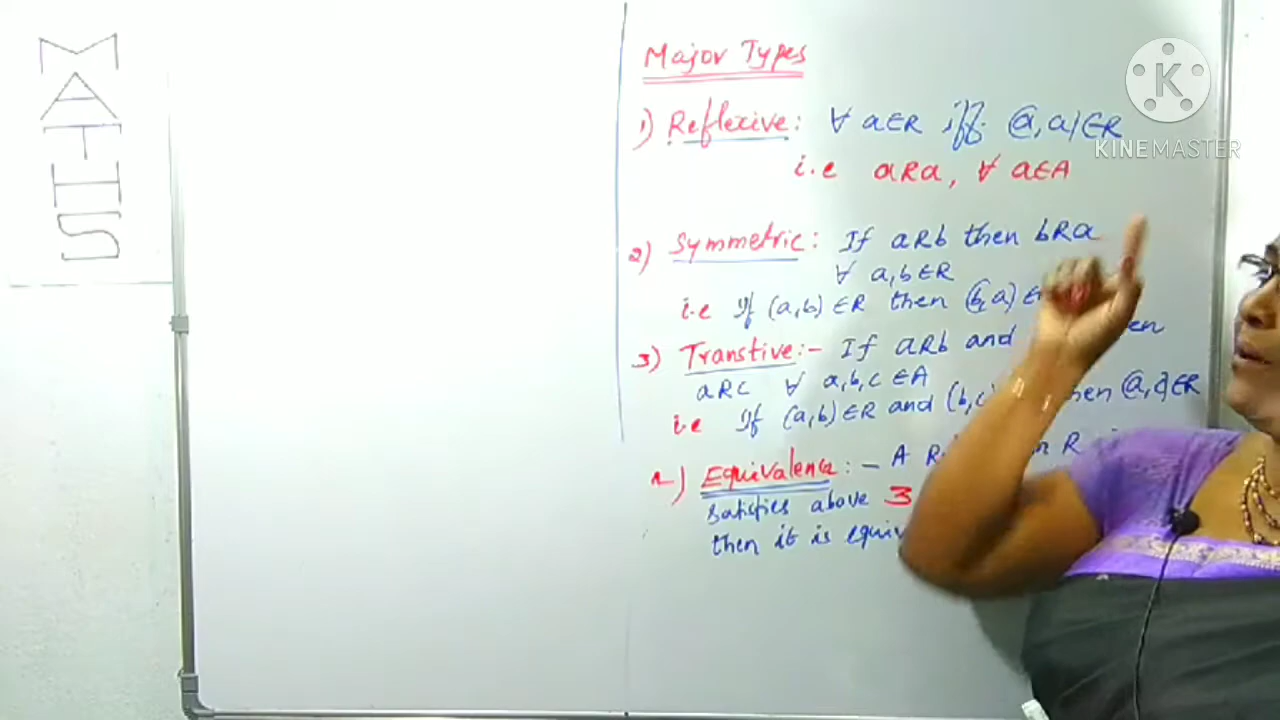 MATHS
Major Types
1) Reflexive: ∀ a∈R iff (a, a)∈R
i.e aRa, ∀ a∈A
2) Symmetric: If aRb then bRa
∀ a,b∈R
i.e If (a,b)∈R then (b,a)∈
3) Transtive:- If aRb and
aRc ∀ a,b,c∈A
i.e If (a,b)∈R and (b,c) then (a,c)∈R
Equivalence:- A R
satisfies above 3
then it is equiv
K
KINEMASTER